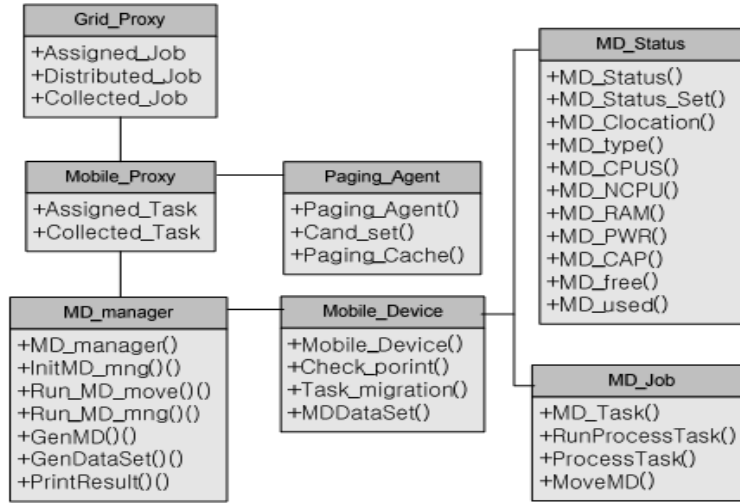 Grid_Proxy
+Assigned_Job
+Distributed_Job
+Collected_Job
Mobile_Proxy
+Assigned_Task
+Collected_Task
Paging_Agent
+Paging_Agent()
+Cand_set()
+Paging_Cache()
MD_manager
+MD_manager()
+InitMD_mng()()
+Run_MD_move()()
+Run_MD_mng()()
+GenMD()()
+GenDataSet()()
+PrintResult()()
Mobile_Device
+Mobile_Device()
+Check_porint()
+Task_migration()
+MDDataSet()
MD_Status
+MD_Status()
+MD_Status_Set()
+MD_Clocation()
+MD_type()
+MD_CPUS()
+MD_NCPU()
+MD_RAM()
+MD_PWR()
+MD_CAP()
+MD_free()
+MD_used()
MD_Job
+MD_Task()
+RunProcessTask()
+ProcessTask()
+MoveMD()